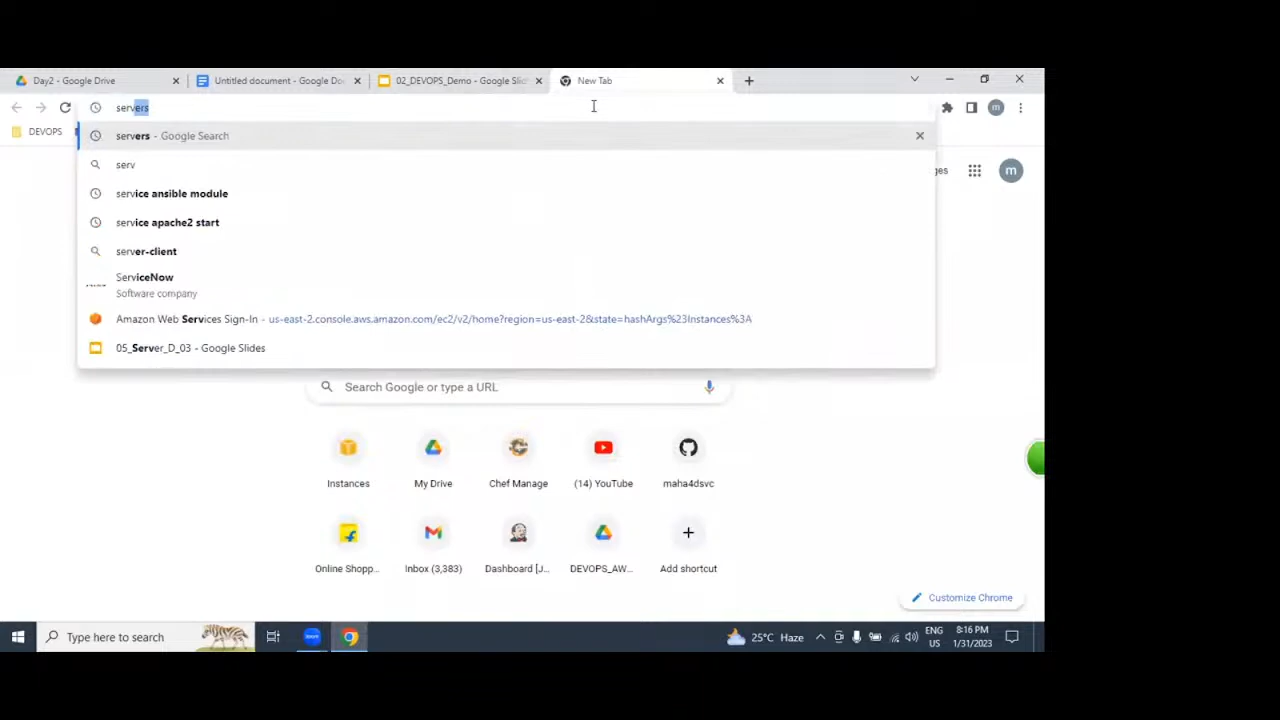 Day2 - Google Drive
Untitled document - Google Do
02_DEVOPS_Demo - Google Slid
New Tab
servers
DEVOPS
servers - Google Search
serv
service ansible module
service apache2 start
server-client
ServiceNow
Software company
Amazon Web Services Sign-In - us-east-2.console.aws.amazon.com/ec2/v2/home?region=us-east-2&state=hashArgs%23Instances%3A
05_Server_D_03 - Google Slides
ges
m
m
Search Google or type a URL
Instances
My Drive
Chef Manage
(14) YouTube
maha4dsvc
Online Shopp...
Inbox (3,383)
Dashboard [J...
DEVOPS_AW...
Add shortcut
Customize Chrome
Type here to search
zoom
25°C Haze
ENG
US
8:16 PM
1/31/2023